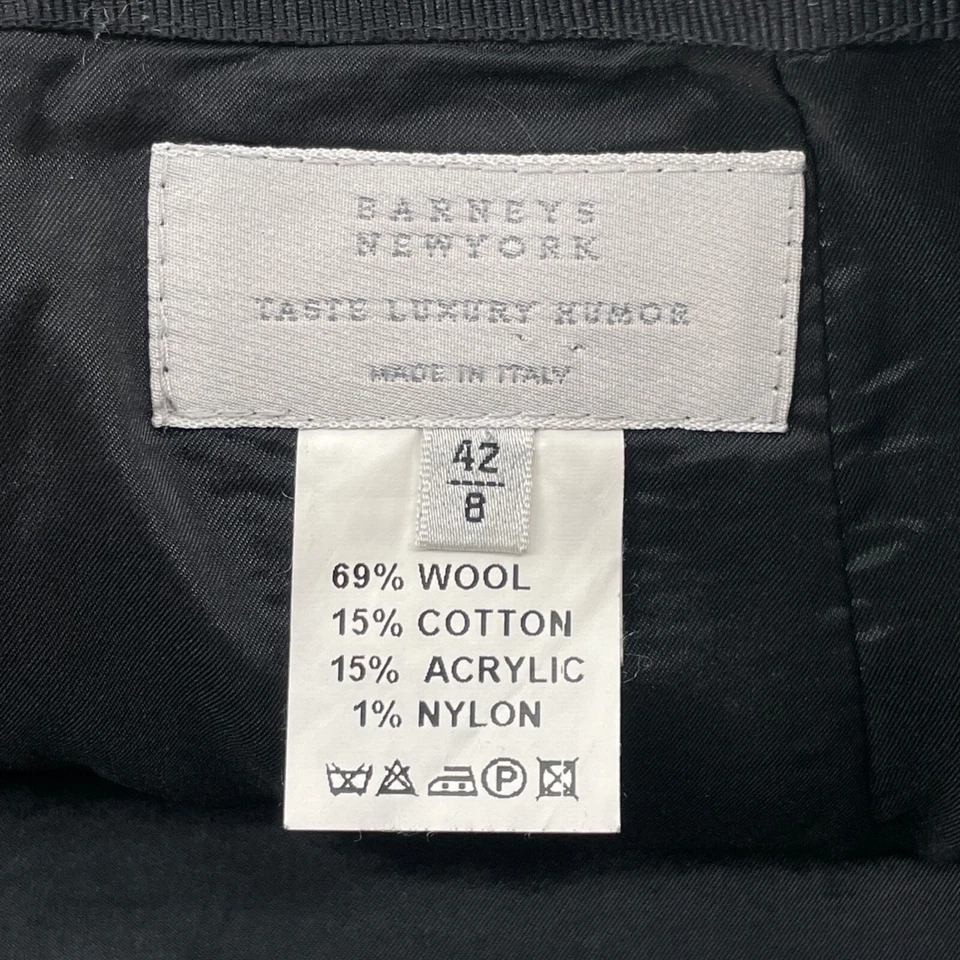 BARNEYS
NEWYORK
TASTE LUXURY HUMOR
MADE IN ITALY
42
8
69% WOOL
15% COTTON
15% ACRYLIC
1% NYLON
P